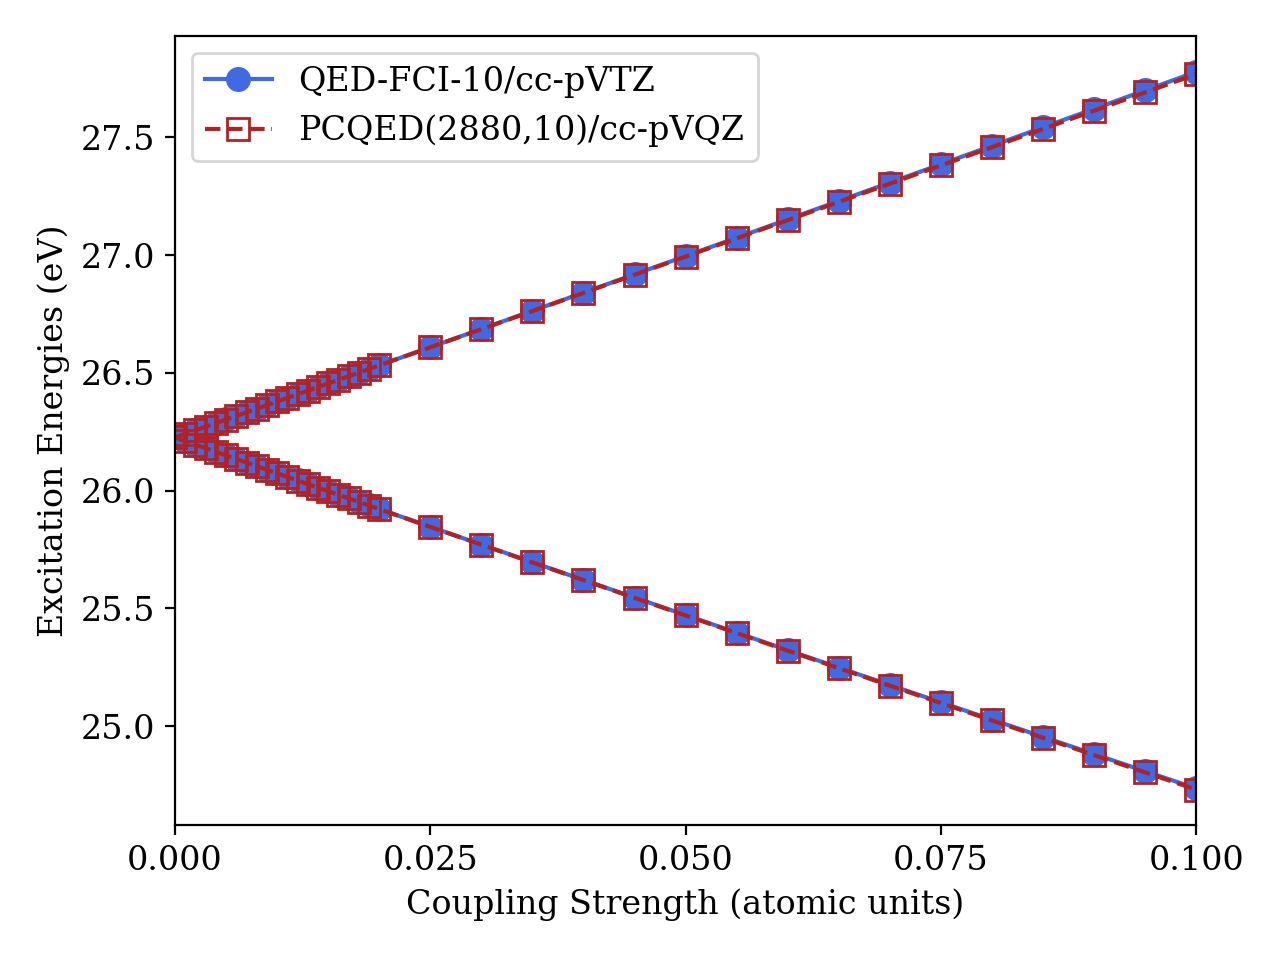 QED-FCI-10/cc-pVTZ
PCQED(2880,10)/cc-pVQZ
27.5
27.0
26.5
26.0
25.5
25.0
Excitation Energies (eV)
0.000 0.025 0.050 0.075 0.100
Coupling Strength (atomic units)